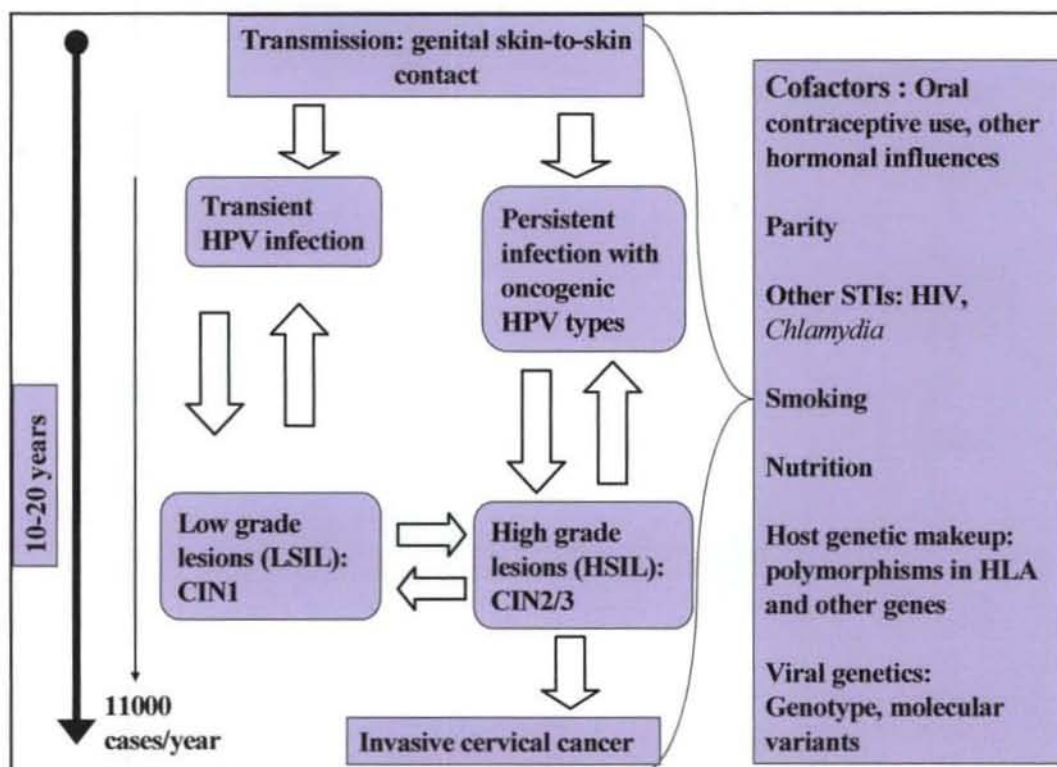 Transmission: genital skin-to-skin
contact
Transient
HPV infection
Persistent
infection with
oncogenic
HPV types
10-20 years
Low grade
lesions (LSIL):
CIN1
High grade
lesions (HSIL):
CIN2/3
11000
cases/year
Invasive cervical cancer
Cofactors : Oral
contraceptive use, other
hormonal influences
Parity
Other STIs: HIV,
Chlamydia
Smoking
Nutrition
Host genetic makeup:
polymorphisms in HLA
and other genes
Viral genetics:
Genotype, molecular
variants